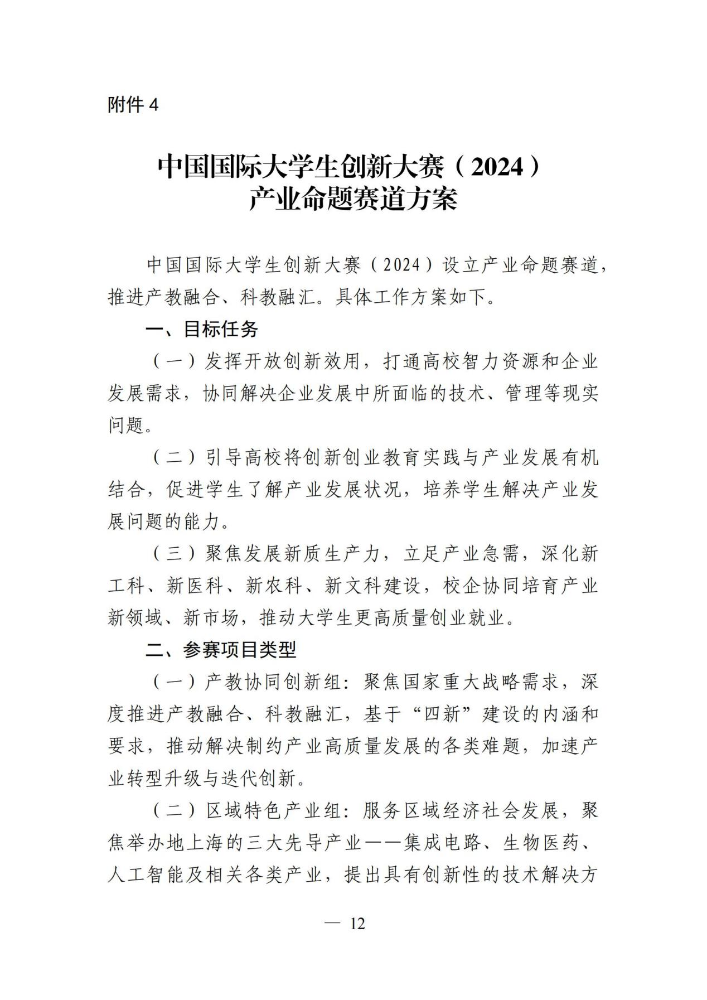 附件 4
中国国际大学生创新大赛（2024）
产业命题赛道方案
中国国际大学生创新大赛（2024）设立产业命题赛道，
推进产教融合、科教融汇。具体工作方案如下。
一、目标任务
（一）发挥开放创新效用，打通高校智力资源和企业
发展需求，协同解决企业发展中所面临的技术、管理等现实
问题。
（二）引导高校将创新创业教育实践与产业发展有机
结合，促进学生了解产业发展状况，培养学生解决产业发
展问题的能力。
（三）聚焦发展新质生产力，立足产业急需，深化新
工科、新医科、新农科、新文科建设，校企协同培育产业
新领域、新市场，推动大学生更高质量创业就业。
二、参赛项目类型
（一）产教协同创新组：聚焦国家重大战略需求，深
度推进产教融合、科教融汇，基于“四新”建设的内涵和
要求，推动解决制约产业高质量发展的各类难题，加速产
业转型升级与迭代创新。
（二）区域特色产业组：服务区域经济社会发展，聚
焦举办地上海的三大先导产业——集成电路、生物医药、
人工智能及相关各类产业，提出具有创新性的技术解决方
— 12